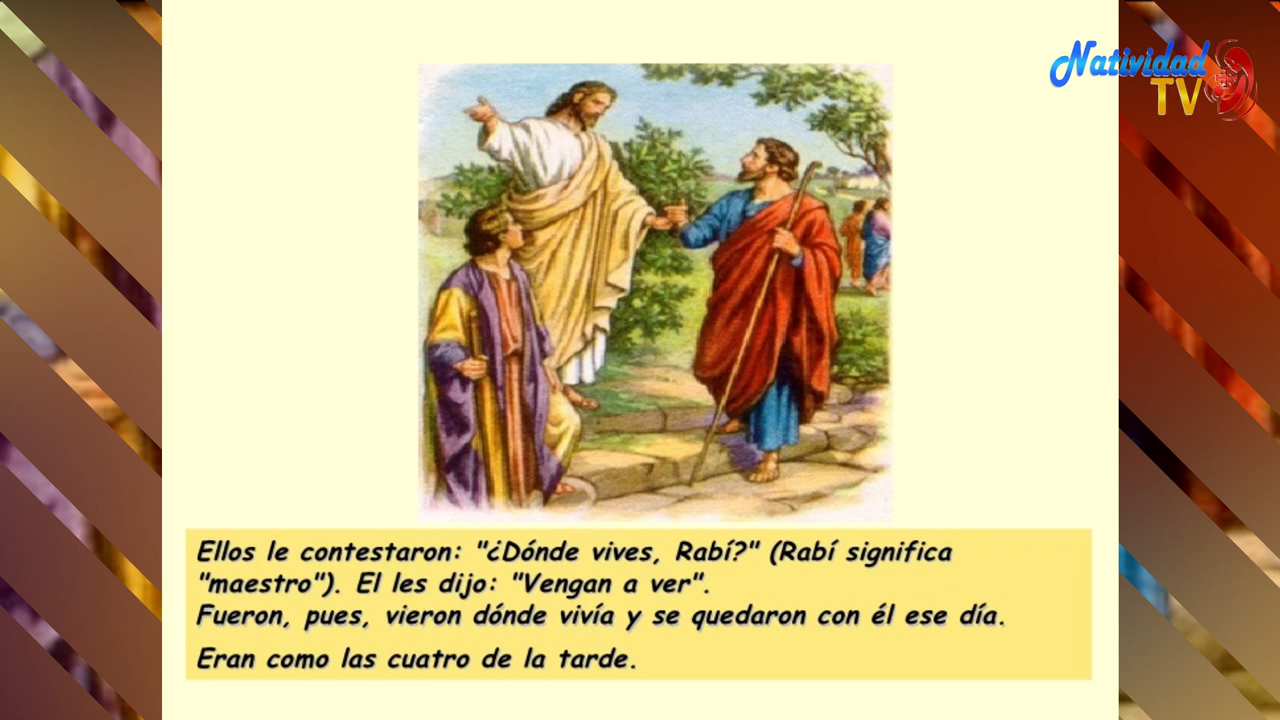 Natividad
TV
Ellos le contestaron: "¿Dónde vives, Rabí?" (Rabí significa
"maestro"). El les dijo: "Vengan a ver".
Fueron, pues, vieron dónde vivía y se quedaron con él ese día.
Eran como las cuatro de la tarde.